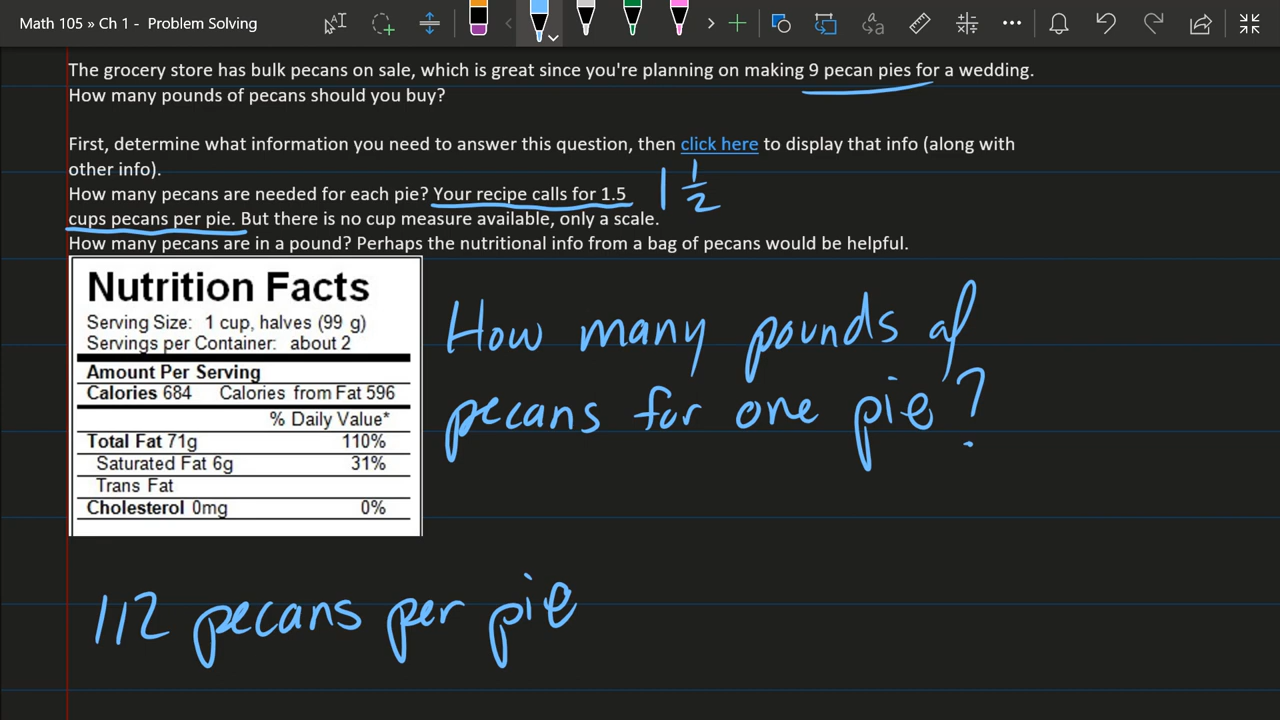 Math 105 » Ch 1 - Problem Solving
The grocery store has bulk pecans on sale, which is great since you're planning on making 9 pecan pies for a wedding.
How many pounds of pecans should you buy?
First, determine what information you need to answer this question, then click here to display that info (along with
other info).
How many pecans are needed for each pie? Your recipe calls for 1.5
1 1/2
cups pecans per pie. But there is no cup measure available, only a scale.
How many pecans are in a pound? Perhaps the nutritional info from a bag of pecans would be helpful.
Nutrition Facts
Serving Size: 1 cup, halves (99 g)
Servings per Container: about 2
Amount Per Serving
Calories 684 Calories from Fat 596
% Daily Value*
Total Fat 71g 110%
Saturated Fat 6g 31%
Trans Fat
Cholesterol 0mg 0%
How many pounds of
pecans for one pie?
112 pecans per pie